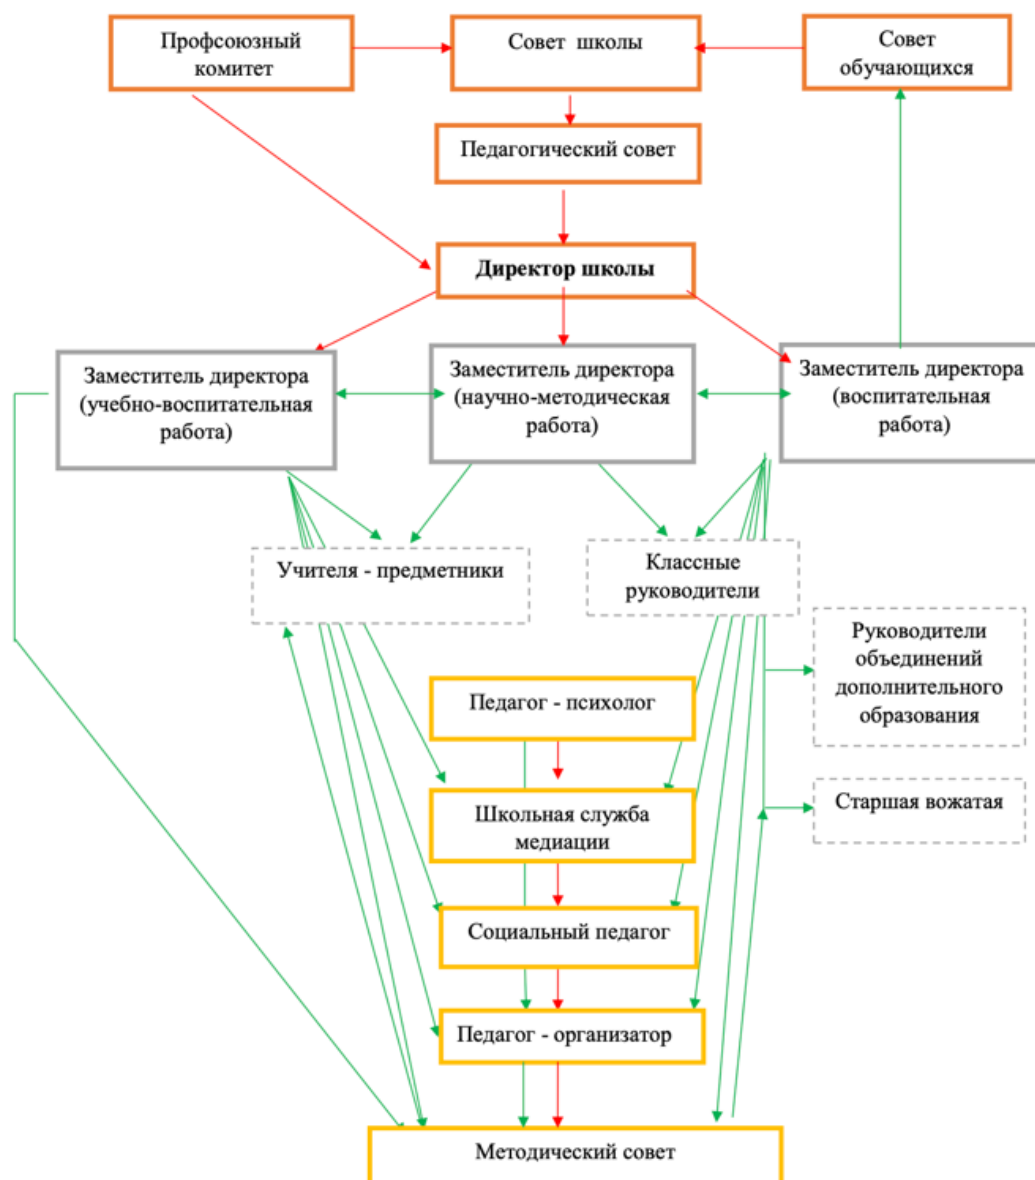 Профсоюзный
комитет
Совет школы
Совет
обучающихся
Педагогический совет
Директор школы
Заместитель директора
(учебно-воспитательная
работа)
Заместитель директора
(научно-методическая
работа)
Заместитель директора
(воспитательная
работа)
Учителя - предметники
Классные
руководители
Руководители
объединений
дополнительного
образования
Педагог - психолог
Школьная служба
медиации
Старшая вожатая
Социальный педагог
Педагог - организатор
Методический совет